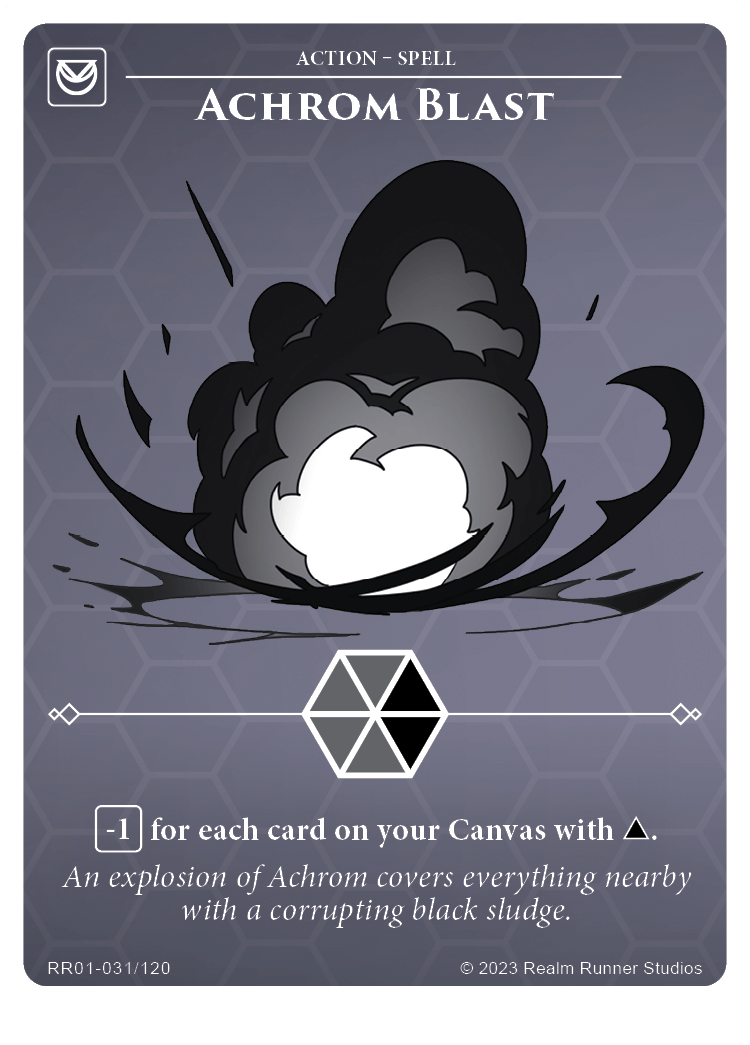 ACTION – SPELL
ACHROM BLAST
-1 for each card on your Canvas with ▲.
An explosion of Achrom covers everything nearby
with a corrupting black sludge.
RR01-031/120
© 2023 Realm Runner Studios